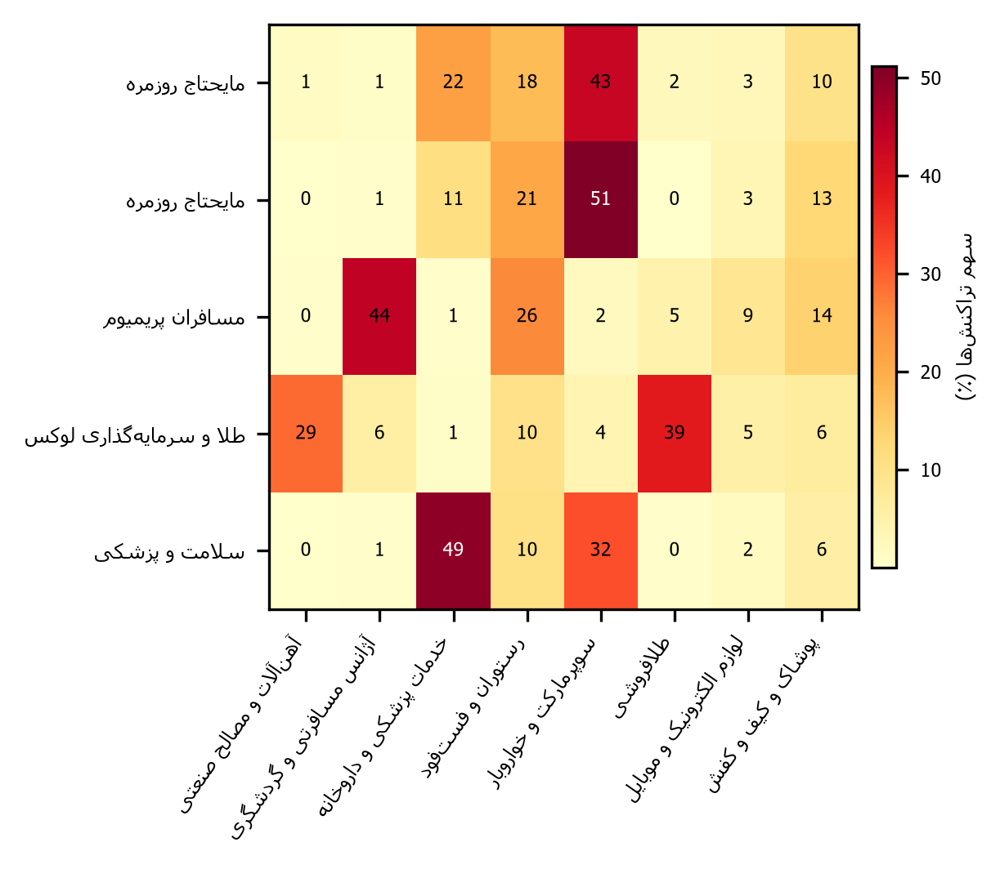 مایحتاج روزمره 1 1 22 18 43 2 3 10
مایحتاج روزمره 0 1 11 21 51 0 3 13
مسافران پریمیوم 0 44 1 26 2 5 9 14
طلا و سرمایه‌گذاری لوکس 29 6 1 10 4 39 5 6
سلامت و پزشکی 0 1 49 10 32 0 2 6
آهن‌آلات و مصالح صنعتی
آژانس مسافرتی و گردشگری
خدمات پزشکی و داروخانه
رستوران و فست‌فود
سوپرمارکت و خواروبار
طلافروشی
لوازم الکترونیک و موبایل
پوشاک و کیف و کفش
50
40
30
20
10
سهم تراکنش‌ها (٪)